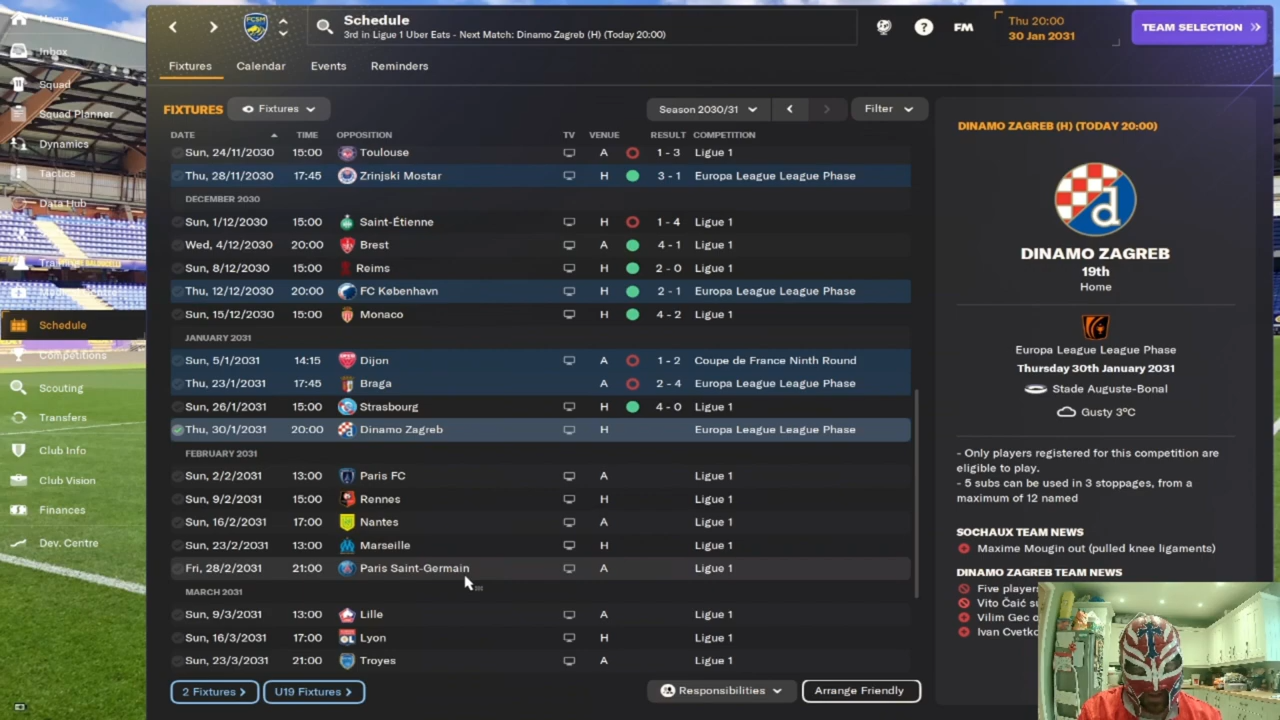 Schedule
3rd in Ligue 1 Uber Eats - Next Match: Dinamo Zagreb (H) (Today 20:00)
FCSM
FM
Thu 20:00
30 Jan 2031
TEAM SELECTION
Home
Inbox
Squad
Squad Planner
Dynamics
Tactics
Data Hub
Schedule
Competitions
Scouting
Transfers
Club Info
Club Vision
Finances
Dev. Centre
Fixtures
Calendar
Events
Reminders
FIXTURES
Fixtures
Season 2030/31
Filter
DATE TIME OPPOSITION TV VENUE RESULT COMPETITION
Sun, 24/11/2030 15:00 Toulouse A 1 - 3 Ligue 1
Thu, 28/11/2030 17:45 Zrinjski Mostar H 3 - 1 Europa League League Phase
DECEMBER 2030
Sun, 1/12/2030 15:00 Saint-Étienne H 1 - 4 Ligue 1
Wed, 4/12/2030 20:00 Brest A 4 - 1 Ligue 1
Sun, 8/12/2030 15:00 Reims H 2 - 0 Ligue 1
Thu, 12/12/2030 20:00 FC København H 2 - 1 Europa League League Phase
Sun, 15/12/2030 15:00 Monaco H 4 - 2 Ligue 1
JANUARY 2031
Sun, 5/1/2031 14:15 Dijon A 1 - 2 Coupe de France Ninth Round
Thu, 23/1/2031 17:45 Braga A 2 - 4 Europa League League Phase
Sun, 26/1/2031 15:00 Strasbourg H 4 - 0 Ligue 1
Thu, 30/1/2031 20:00 Dinamo Zagreb H Europa League League Phase
FEBRUARY 2031
Sun, 2/2/2031 13:00 Paris FC A Ligue 1
Sun, 9/2/2031 15:00 Rennes H Ligue 1
Sun, 16/2/2031 17:00 Nantes A Ligue 1
Sun, 23/2/2031 13:00 Marseille H Ligue 1
Fri, 28/2/2031 21:00 Paris Saint-Germain A Ligue 1
MARCH 2031
Sun, 9/3/2031 13:00 Lille A Ligue 1
Sun, 16/3/2031 17:00 Lyon H Ligue 1
Sun, 23/3/2031 21:00 Troyes A Ligue 1
2 Fixtures
U19 Fixtures
Responsibilities
Arrange Friendly
DINAMO ZAGREB (H) (TODAY 20:00)
DINAMO ZAGREB
19th
Home
Europa League League Phase
Thursday 30th January 2031
Stade Auguste-Bonal
Gusty 3ºC
- Only players registered for this competition are
eligible to play.
- 5 subs can be used in 3 stoppages, from a
maximum of 12 named
SOCHAUX TEAM NEWS
Maxime Mougin out (pulled knee ligaments)
DINAMO ZAGREB TEAM NEWS
Five player
Vito Čaić
Vilim Gec
Ivan Cvetk